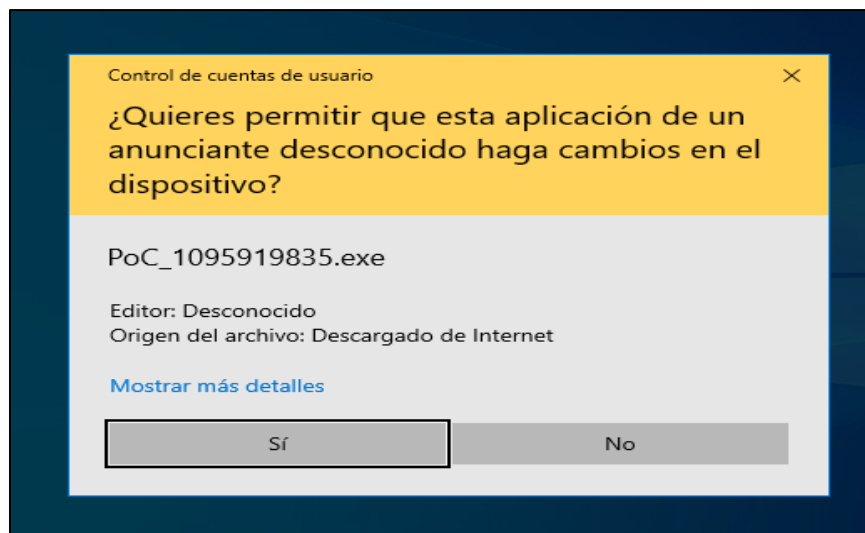 Control de cuentas de usuario
¿Quieres permitir que esta aplicación de un
anunciante desconocido haga cambios en el
dispositivo?
PoC_1095919835.exe
Editor: Desconocido
Origen del archivo: Descargado de Internet
Mostrar más detalles
Sí
No